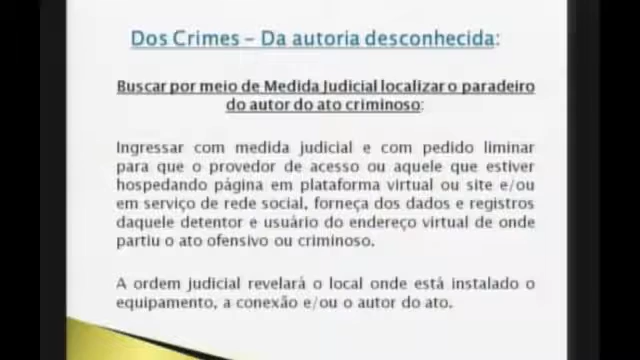 Dos Crimes – Da autoria desconhecida:
Buscar por meio de Medida Judicial localizar o paradeiro
do autor do ato criminoso:
Ingressar com medida judicial e com pedido liminar
para que o provedor de acesso ou aquele que estiver
hospedando página em plataforma virtual ou site e/ou
em serviço de rede social, forneça dos dados e registros
daquele detentor e usuário do endereço virtual de onde
partiu o ato ofensivo ou criminoso.
A ordem judicial revelará o local onde está instalado o
equipamento, a conexão e/ou o autor do ato.